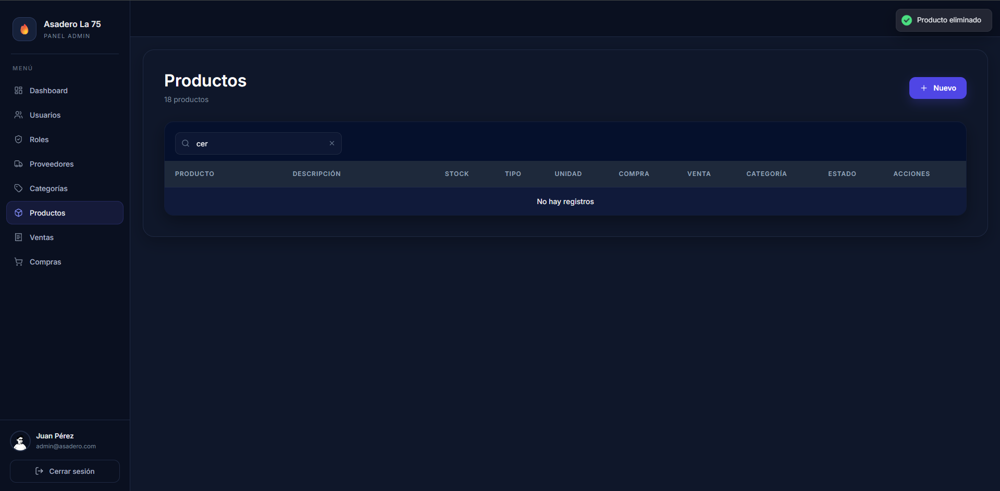 Asadero La 75
PANEL ADMIN
MENÚ
Dashboard
Usuarios
Roles
Proveedores
Categorías
Productos
Ventas
Compras
Juan Pérez
admin@asadero.com
Cerrar sesión
Producto eliminado
Productos
18 productos
Nuevo
cer
PRODUCTO DESCRIPCIÓN STOCK TIPO UNIDAD COMPRA VENTA CATEGORÍA ESTADO ACCIONES
No hay registros